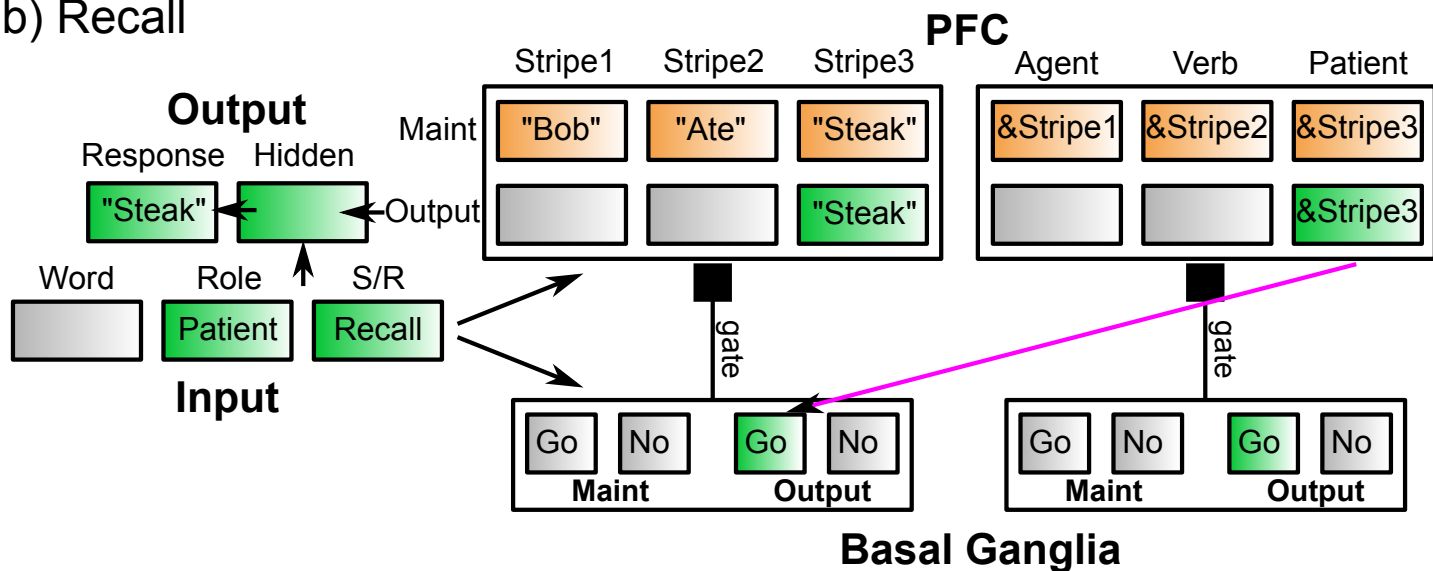 b) Recall
PFC
Stripe1 Stripe2 Stripe3 Agent Verb Patient
Output
Maint "Bob" "Ate" "Steak" &Stripe1 &Stripe2 &Stripe3
Response Hidden
"Steak" Output "Steak" &Stripe3
Word Role S/R
Patient Recall
gate gate
Input
Go No Go No Go No Go No
Maint Output Maint Output
Basal Ganglia